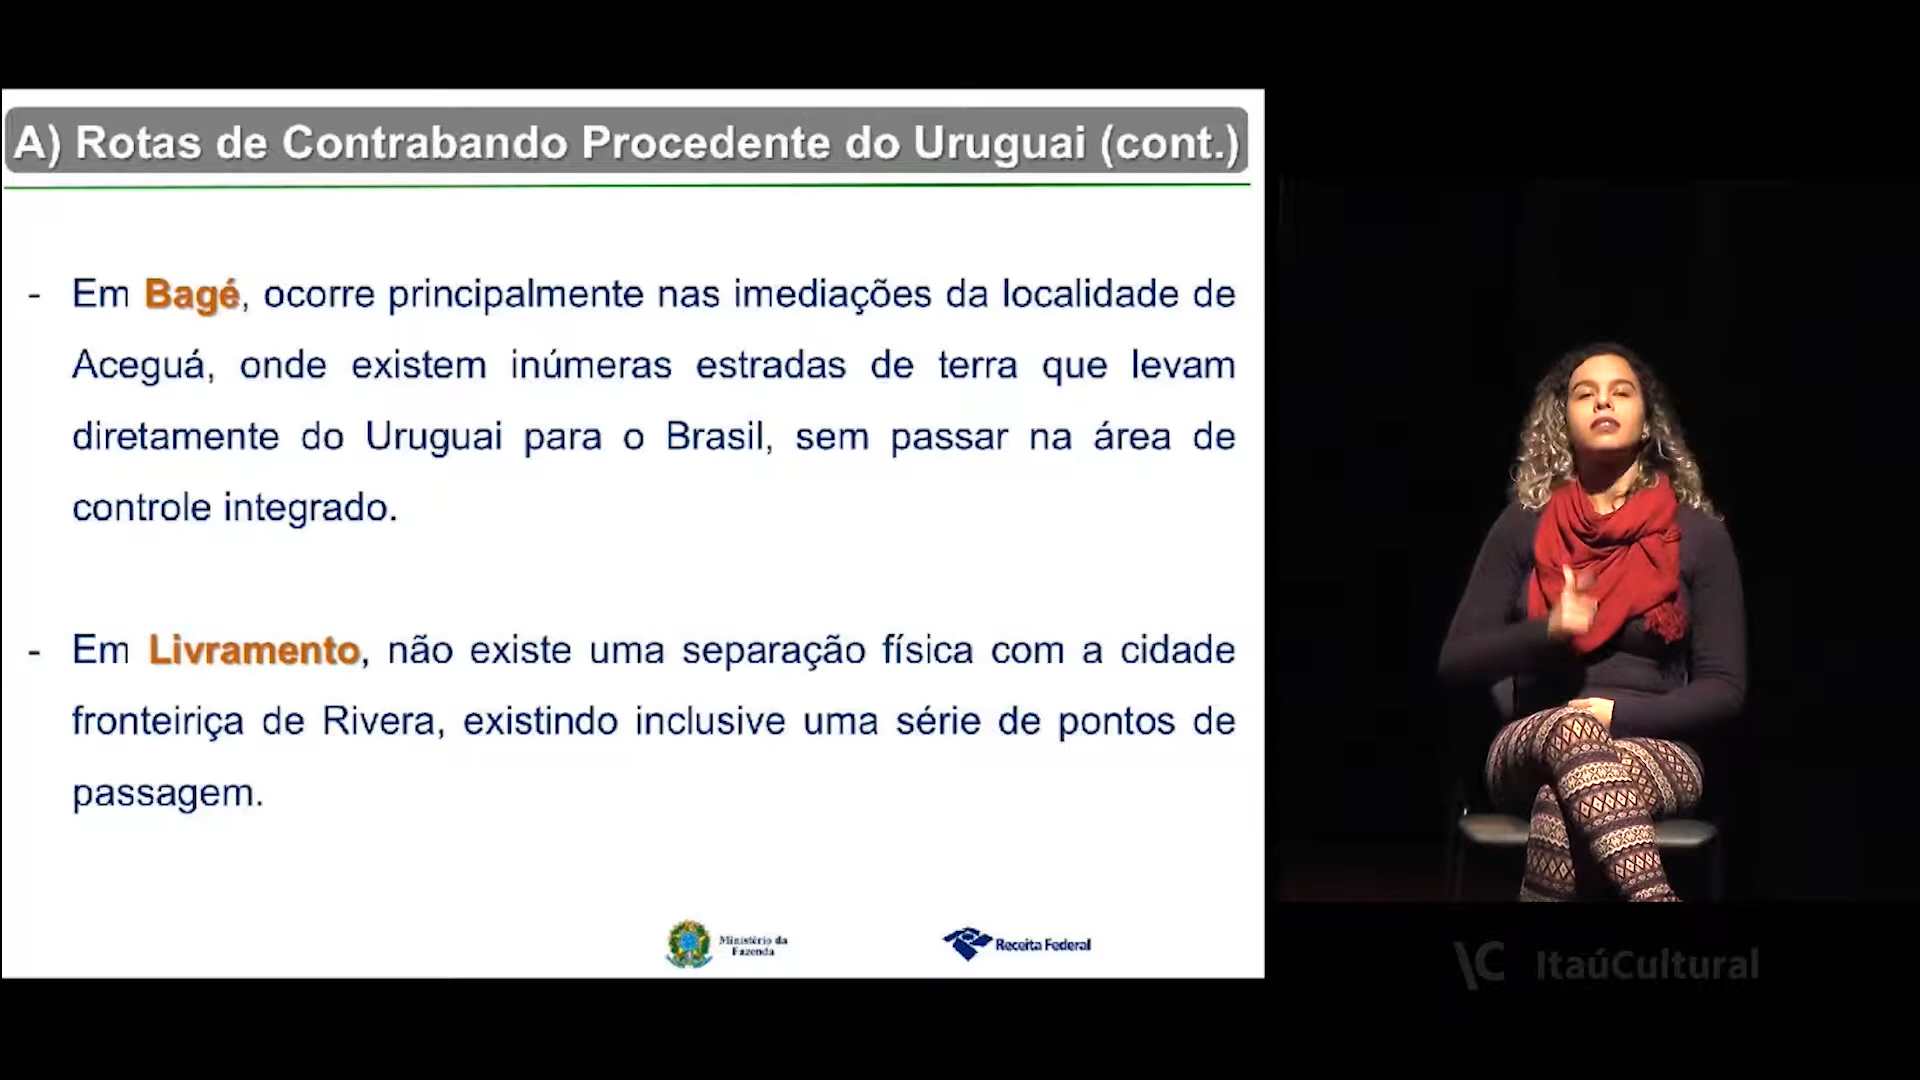 A) Rotas de Contrabando Procedente do Uruguai (cont.)
- Em Bagé, ocorre principalmente nas imediações da localidade de
Aceguá, onde existem inúmeras estradas de terra que levam
diretamente do Uruguai para o Brasil, sem passar na área de
controle integrado.
- Em Livramento, não existe uma separação física com a cidade
fronteiriça de Rivera, existindo inclusive uma série de pontos de
passagem.
Ministério da
Fazenda
Receita Federal
ItaúCultural